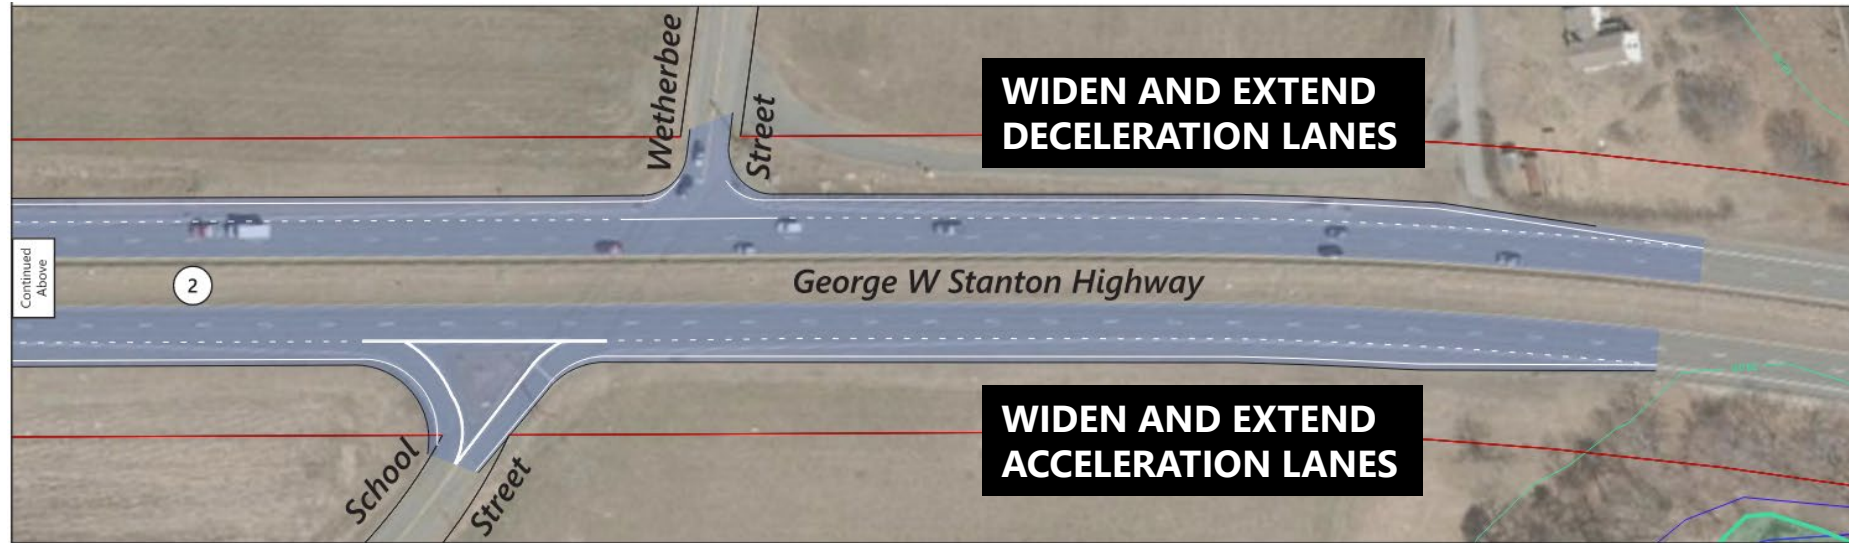 Wetherbee
Street
WIDEN AND EXTEND
DECELERATION LANES
Continued
Above
2
George W Stanton Highway
WIDEN AND EXTEND
ACCELERATION LANES
School
Street